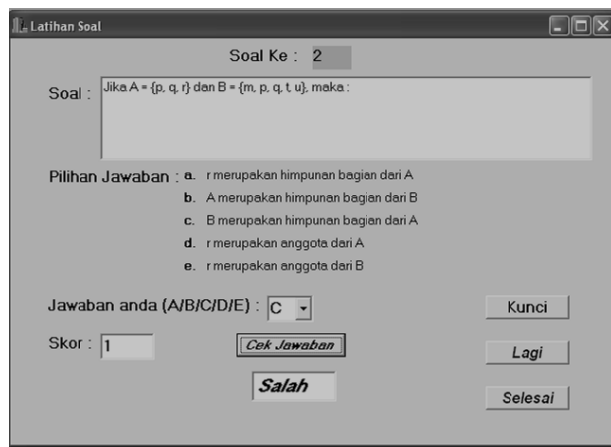 Latihan Soal
Soal Ke : 2
Soal : Jika A = {p, q, r} dan B = {m, p, q, t, u}, maka :
Pilihan Jawaban : a. r merupakan himpunan bagian dari A
b. A merupakan himpunan bagian dari B
c. B merupakan himpunan bagian dari A
d. r merupakan anggota dari A
e. r merupakan anggota dari B
Jawaban anda (A/B/C/D/E) : C
Kunci
Skor : 1
Cek Jawaban
Lagi
Salah
Selesai